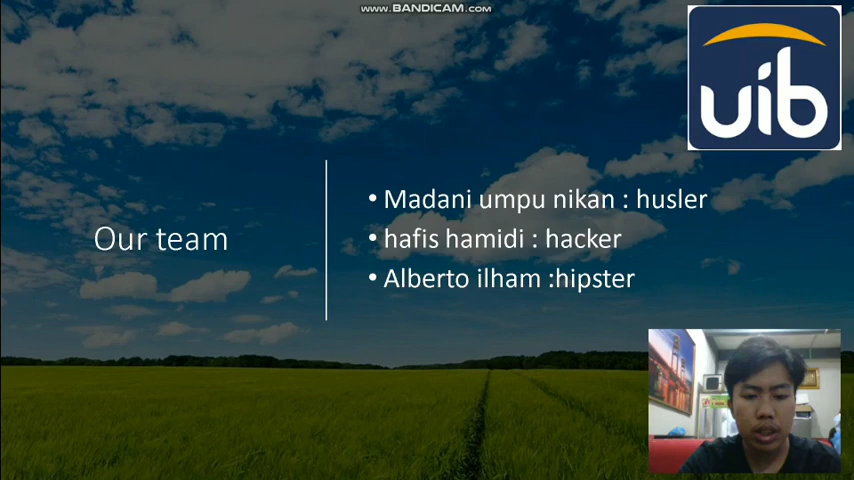 www.BANDICAM.com
uib
Our team
• Madani umpu nikan : husler
• hafis hamidi : hacker
• Alberto ilham :hipster